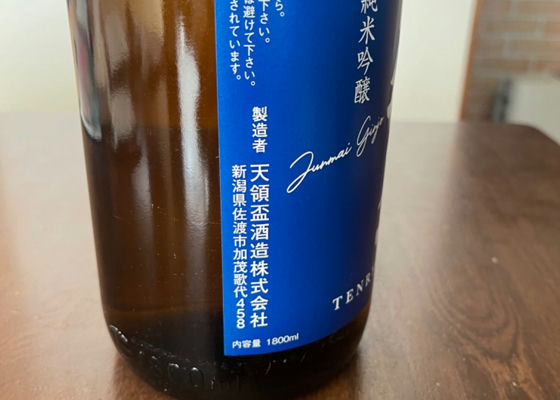 純米吟醸
Junmai Ginjo
TENR
ら。
下さい。
は避けて下さい。
されています。
製造者
天領盃酒造株式会社
新潟県佐渡市加茂歌代458
内容量 1800ml